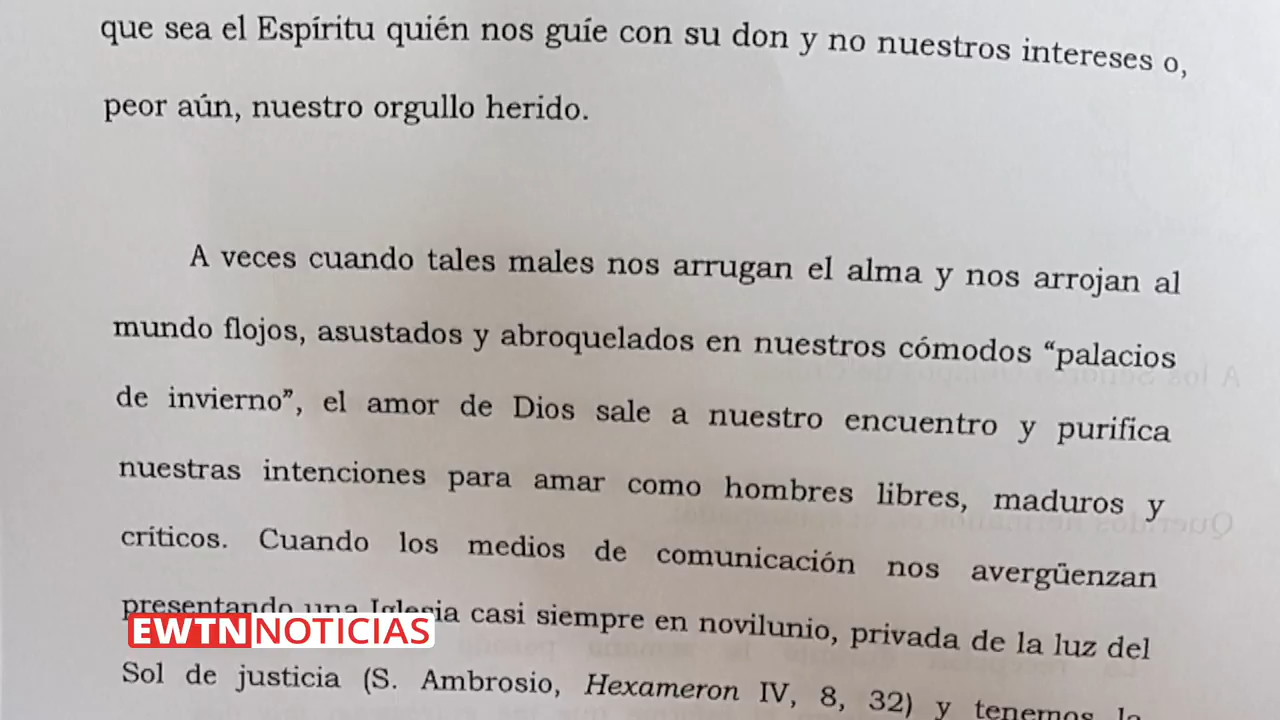 que sea el Espíritu quién nos guíe con su don y no nuestros intereses o,
peor aún, nuestro orgullo herido.
A veces cuando tales males nos arrugan el alma y nos arrojan al
mundo flojos, asustados y abroquelados en nuestros cómodos “palacios
de invierno”, el amor de Dios sale a nuestro encuentro y purifica
nuestras intenciones para amar como hombres libres, maduros y
críticos. Cuando los medios de comunicación nos avergüenzan
presentando una Iglesia casi siempre en novilunio, privada de la luz del
EWTN NOTICIAS
Sol de justicia (S. Ambrosio, Hexameron IV, 8, 32) y tenemos la